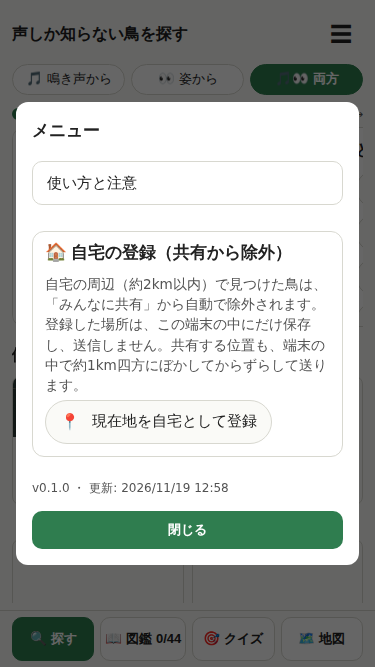 声しか知らない鳥を探す
☰
🎵 鳴き声から
👀 姿から
👀 両方
メニュー
使い方と注意
🏠 自宅の登録（共有から除外）
自宅の周辺（約2km以内）で見つけた鳥は、
「みんなに共有」から自動で除外されます。
登録した場所は、この端末の中にだけ保存
し、送信しません。共有する位置も、端末の
中で約1km四方にぼかしてからずらして送り
ます。
📍 現在地を自宅として登録
v0.1.0 ・ 更新: 2026/11/19 12:58
閉じる
🔍 探す
📖 図鑑 0/44
🎯 クイズ
🗺️ 地図